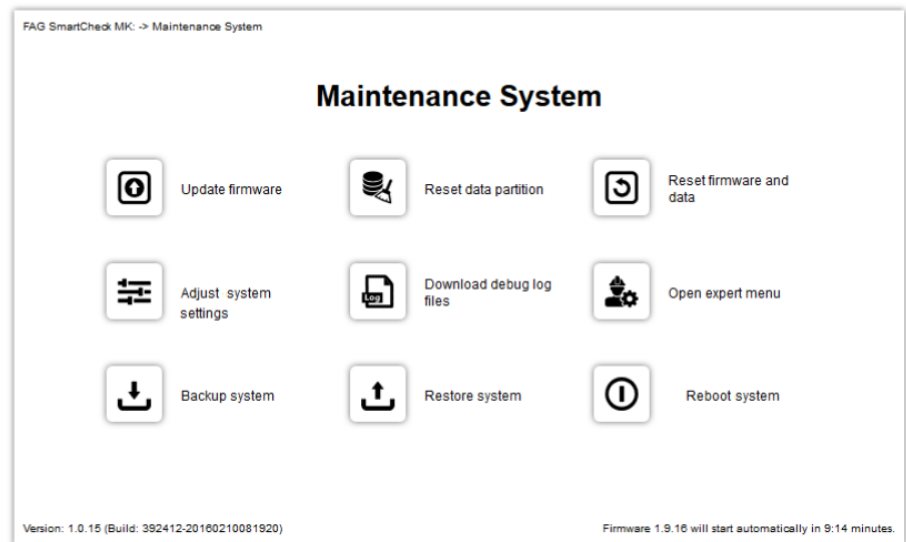 FAG SmartCheck MK: -> Maintenance System
Maintenance System
Update firmware
Reset data partition
Reset firmware and
data
Adjust system
settings
Download debug log
files
Log
Open expert menu
Backup system
Restore system
Reboot system
Version: 1.0.15 (Build: 392412-20160210081920)
Firmware 1.9.16 will start automatically in 9:14 minutes.